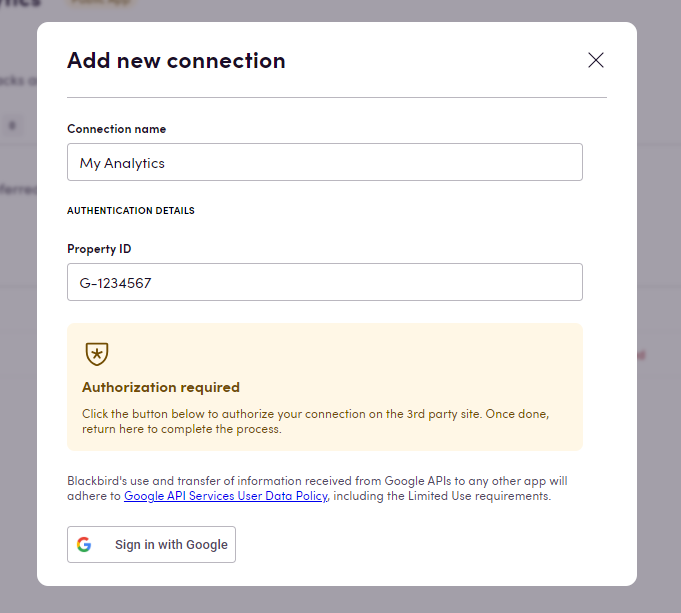 Public App
Add new connection
Connection name
My Analytics
AUTHENTICATION DETAILS
Property ID
G-1234567
Authorization required
Click the button below to authorize your connection on the 3rd party site. Once done,
return here to complete the process.
Blackbird's use and transfer of information received from Google APIs to any other app will
adhere to Google API Services User Data Policy, including the Limited Use requirements.
Sign in with Google